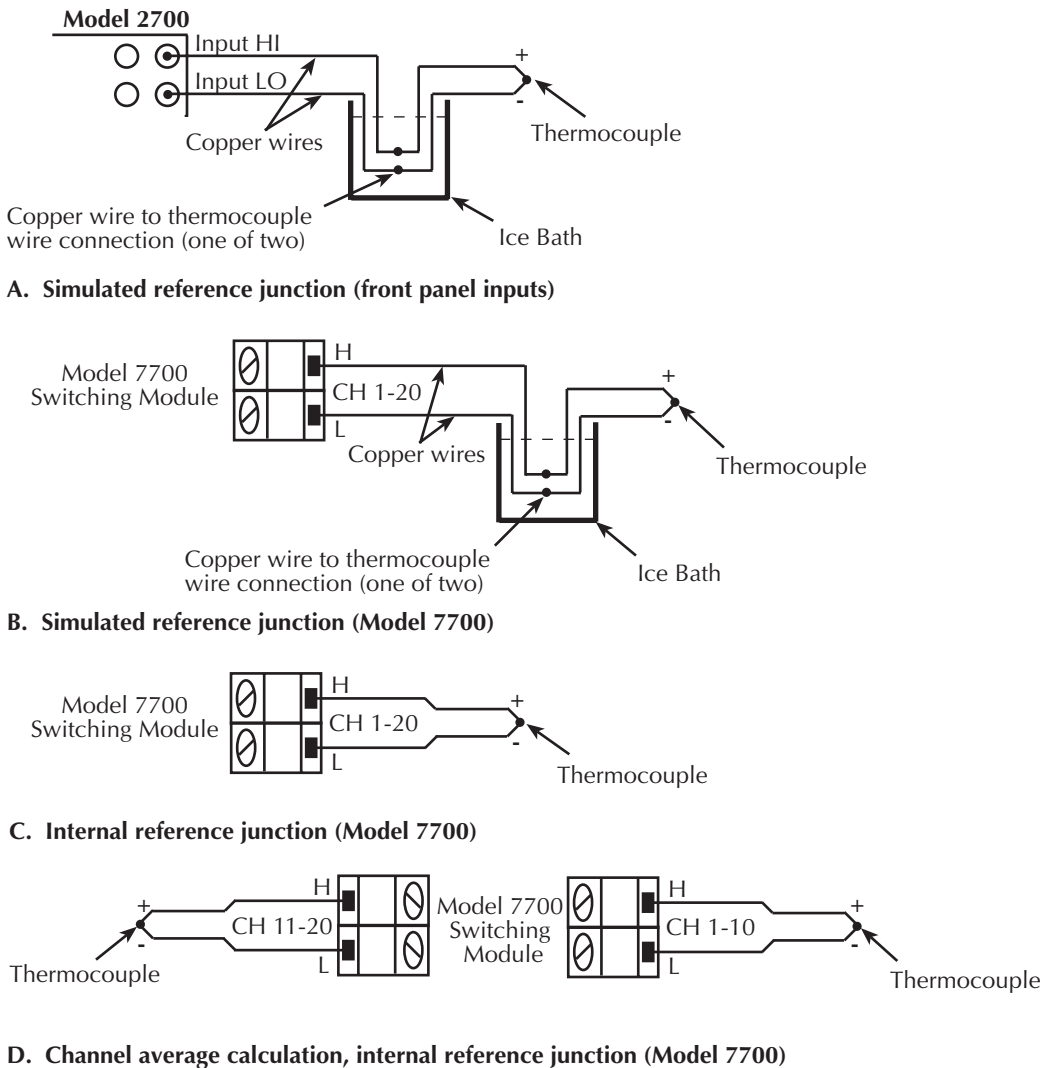 Model 2700
Input HI
Input LO
+
-
Copper wires
Thermocouple
Copper wire to thermocouple
wire connection (one of two)
Ice Bath
A. Simulated reference junction (front panel inputs)
Model 7700
Switching Module
H
CH 1-20
L
+
-
Copper wires
Thermocouple
Copper wire to thermocouple
wire connection (one of two)
Ice Bath
B. Simulated reference junction (Model 7700)
Model 7700
Switching Module
H
CH 1-20
L
+
-
Thermocouple
C. Internal reference junction (Model 7700)
+
-
H
CH 11-20
L
Thermocouple
Model 7700
Switching
Module
H
CH 1-10
L
+
-
Thermocouple
D. Channel average calculation, internal reference junction (Model 7700)